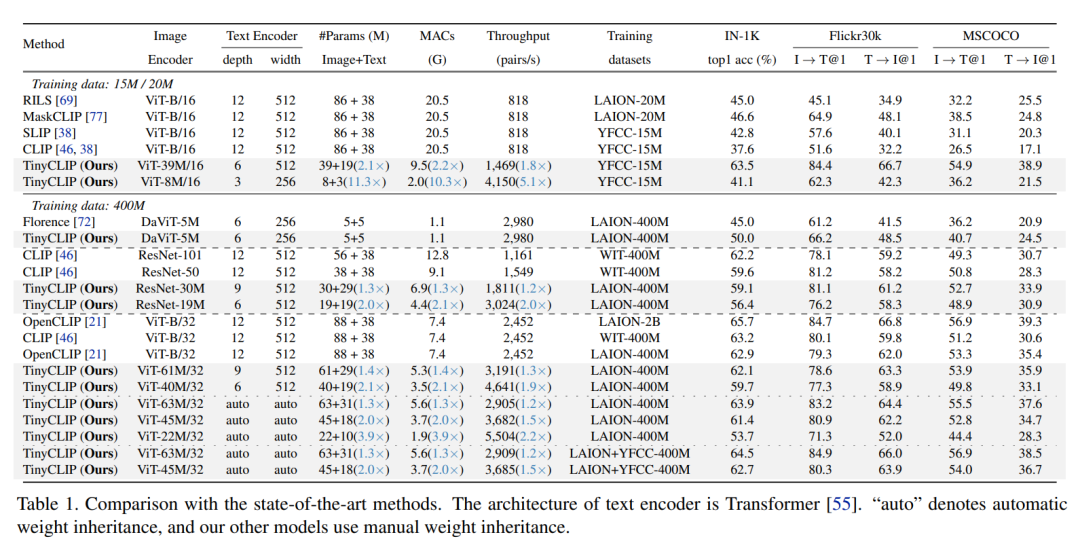 Method Image Encoder Text Encoder depth width #Params (M) Image+Text MACs (G) Throughput (pairs/s) Training datasets IN-1K top1 acc (%) Flickr30k I → T@1 T → I@1 MSCOCO I → T@1 T → I@1
Training data: 15M / 20M
RILS [69] ViT-B/16 12 512 86 + 38 20.5 818 LAION-20M 45.0 45.1 34.9 32.2 25.5
MaskCLIP [77] ViT-B/16 12 512 86 + 38 20.5 818 LAION-20M 46.6 64.9 48.1 38.5 24.8
SLIP [38] ViT-B/16 12 512 86 + 38 20.5 818 YFCC-15M 42.8 57.6 40.1 31.1 20.3
CLIP [46, 38] ViT-B/16 12 512 86 + 38 20.5 818 YFCC-15M 37.6 51.6 32.2 26.5 17.1
TinyCLIP (Ours) ViT-39M/16 6 512 39+19(2.1×) 9.5(2.2×) 1,469(1.8×) YFCC-15M 63.5 84.4 66.7 54.9 38.9
TinyCLIP (Ours) ViT-8M/16 3 256 8+3(11.3×) 2.0(10.3×) 4,150(5.1×) YFCC-15M 41.1 62.3 42.3 36.2 21.5
Training data: 400M
Florence [72] DaViT-5M 6 256 5+5 1.1 2,980 LAION-400M 45.0 61.2 41.5 36.2 20.9
TinyCLIP (Ours) DaViT-5M 6 256 5+5 1.1 2,980 LAION-400M 50.0 66.2 48.5 40.7 24.5
CLIP [46] ResNet-101 12 512 56 + 38 12.8 1,161 WIT-400M 62.2 78.1 59.2 49.3 30.7
CLIP [46] ResNet-50 12 512 38 + 38 9.1 1,549 WIT-400M 59.6 81.2 58.2 50.8 28.3
TinyCLIP (Ours) ResNet-30M 9 512 30+29(1.3×) 6.9(1.3×) 1,811(1.2×) LAION-400M 59.1 81.1 61.2 52.7 33.9
TinyCLIP (Ours) ResNet-19M 6 512 19+19(2.0×) 4.4(2.1×) 3,024(2.0×) LAION-400M 56.4 76.2 58.3 48.9 30.9
OpenCLIP [21] ViT-B/32 12 512 88 + 38 7.4 2,452 LAION-2B 65.7 84.7 66.8 56.9 39.3
CLIP [46] ViT-B/32 12 512 88 + 38 7.4 2,452 WIT-400M 63.2 80.1 59.8 51.2 30.6
OpenCLIP [21] ViT-B/32 12 512 88 + 38 7.4 2,452 LAION-400M 62.9 79.3 62.0 53.3 35.4
TinyCLIP (Ours) ViT-61M/32 9 512 61+29(1.4×) 5.3(1.4×) 3,191(1.3×) LAION-400M 62.1 78.6 63.3 53.9 35.9
TinyCLIP (Ours) ViT-40M/32 6 512 40+19(2.1×) 3.5(2.1×) 4,641(1.9×) LAION-400M 59.7 77.3 58.9 49.8 33.1
TinyCLIP (Ours) ViT-63M/32 auto auto 63+31(1.3×) 5.6(1.3×) 2,905(1.2×) LAION-400M 63.9 83.2 64.4 55.5 37.6
TinyCLIP (Ours) ViT-45M/32 auto auto 45+18(2.0×) 3.7(2.0×) 3,682(1.5×) LAION-400M 61.4 80.9 62.2 52.8 34.7
TinyCLIP (Ours) ViT-22M/32 auto auto 22+10(3.9×) 1.9(3.9×) 5,504(2.2×) LAION-400M 53.7 71.3 52.0 44.4 28.3
TinyCLIP (Ours) ViT-63M/32 auto auto 63+31(1.3×) 5.6(1.3×) 2,909(1.2×) LAION+YFCC-400M 64.5 84.9 66.0 56.9 38.5
TinyCLIP (Ours) ViT-45M/32 auto auto 45+18(2.0×) 3.7(2.0×) 3,685(1.5×) LAION+YFCC-400M 62.7 80.3 63.9 54.0 36.7
Table 1. Comparison with the state-of-the-art methods. The architecture of text encoder is Transformer [55]. “auto” denotes automatic
weight inheritance, and our other models use manual weight inheritance.